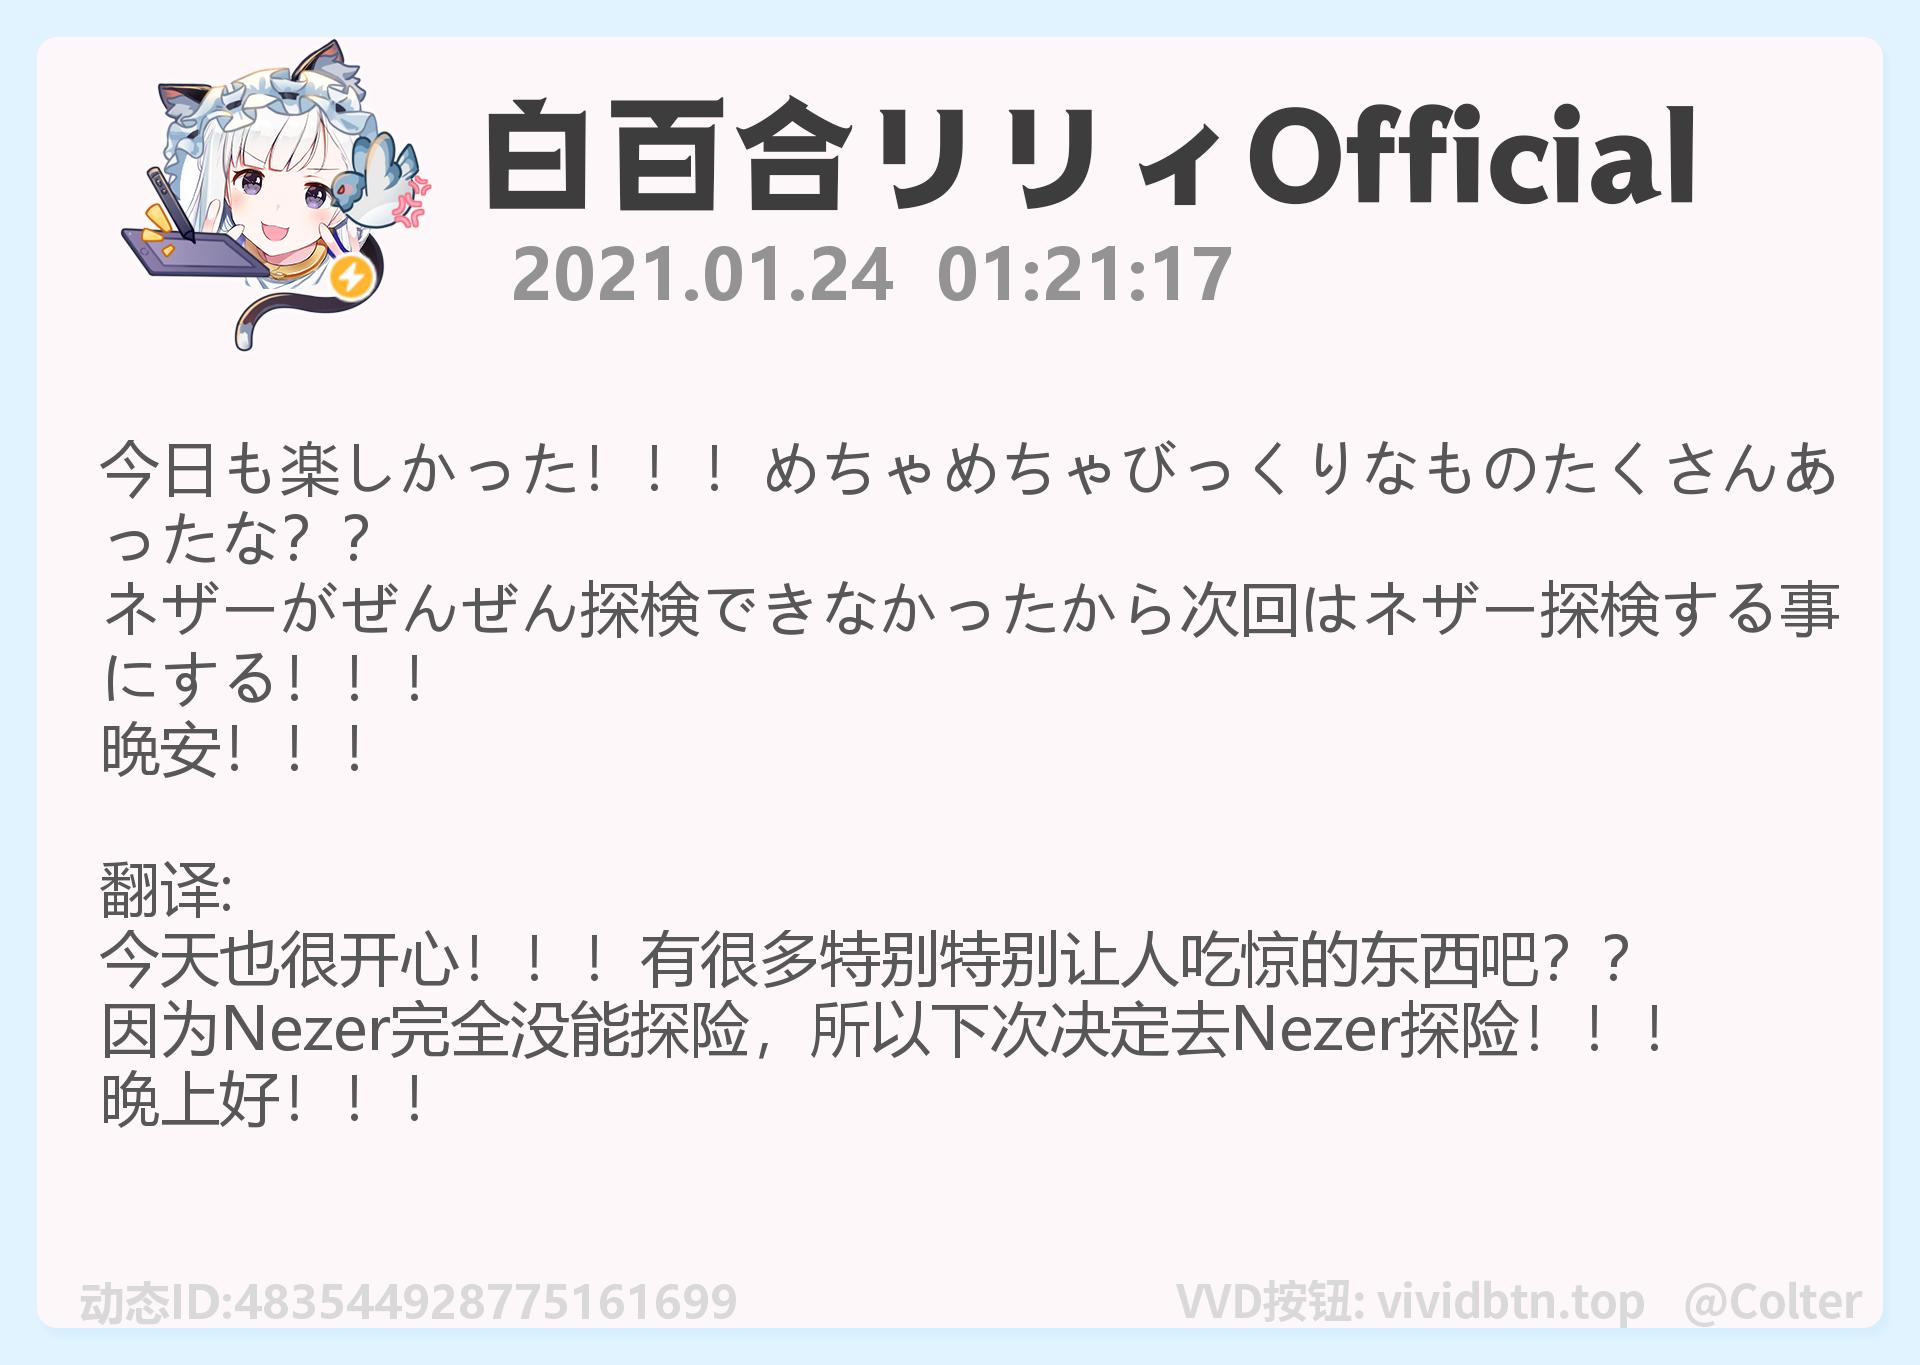 白百合リリィOfficial
2021.01.24 01:21:17
今日も楽しかった！！！めちゃめちゃびっくりなものたくさんあ
ったな？？
ネザーがぜんぜん探検できなかったから次回はネザー探検する事
にする！！！
晩安！！！
翻译:
今天也很开心！！！有很多特别特别让人吃惊的东西吧？？
因为Nezer完全没能探险，所以下次决定去Nezer探险！！！
晚上好！！！
动态ID:483544928775161699
VVD按钮: vividbtn.top @Colter